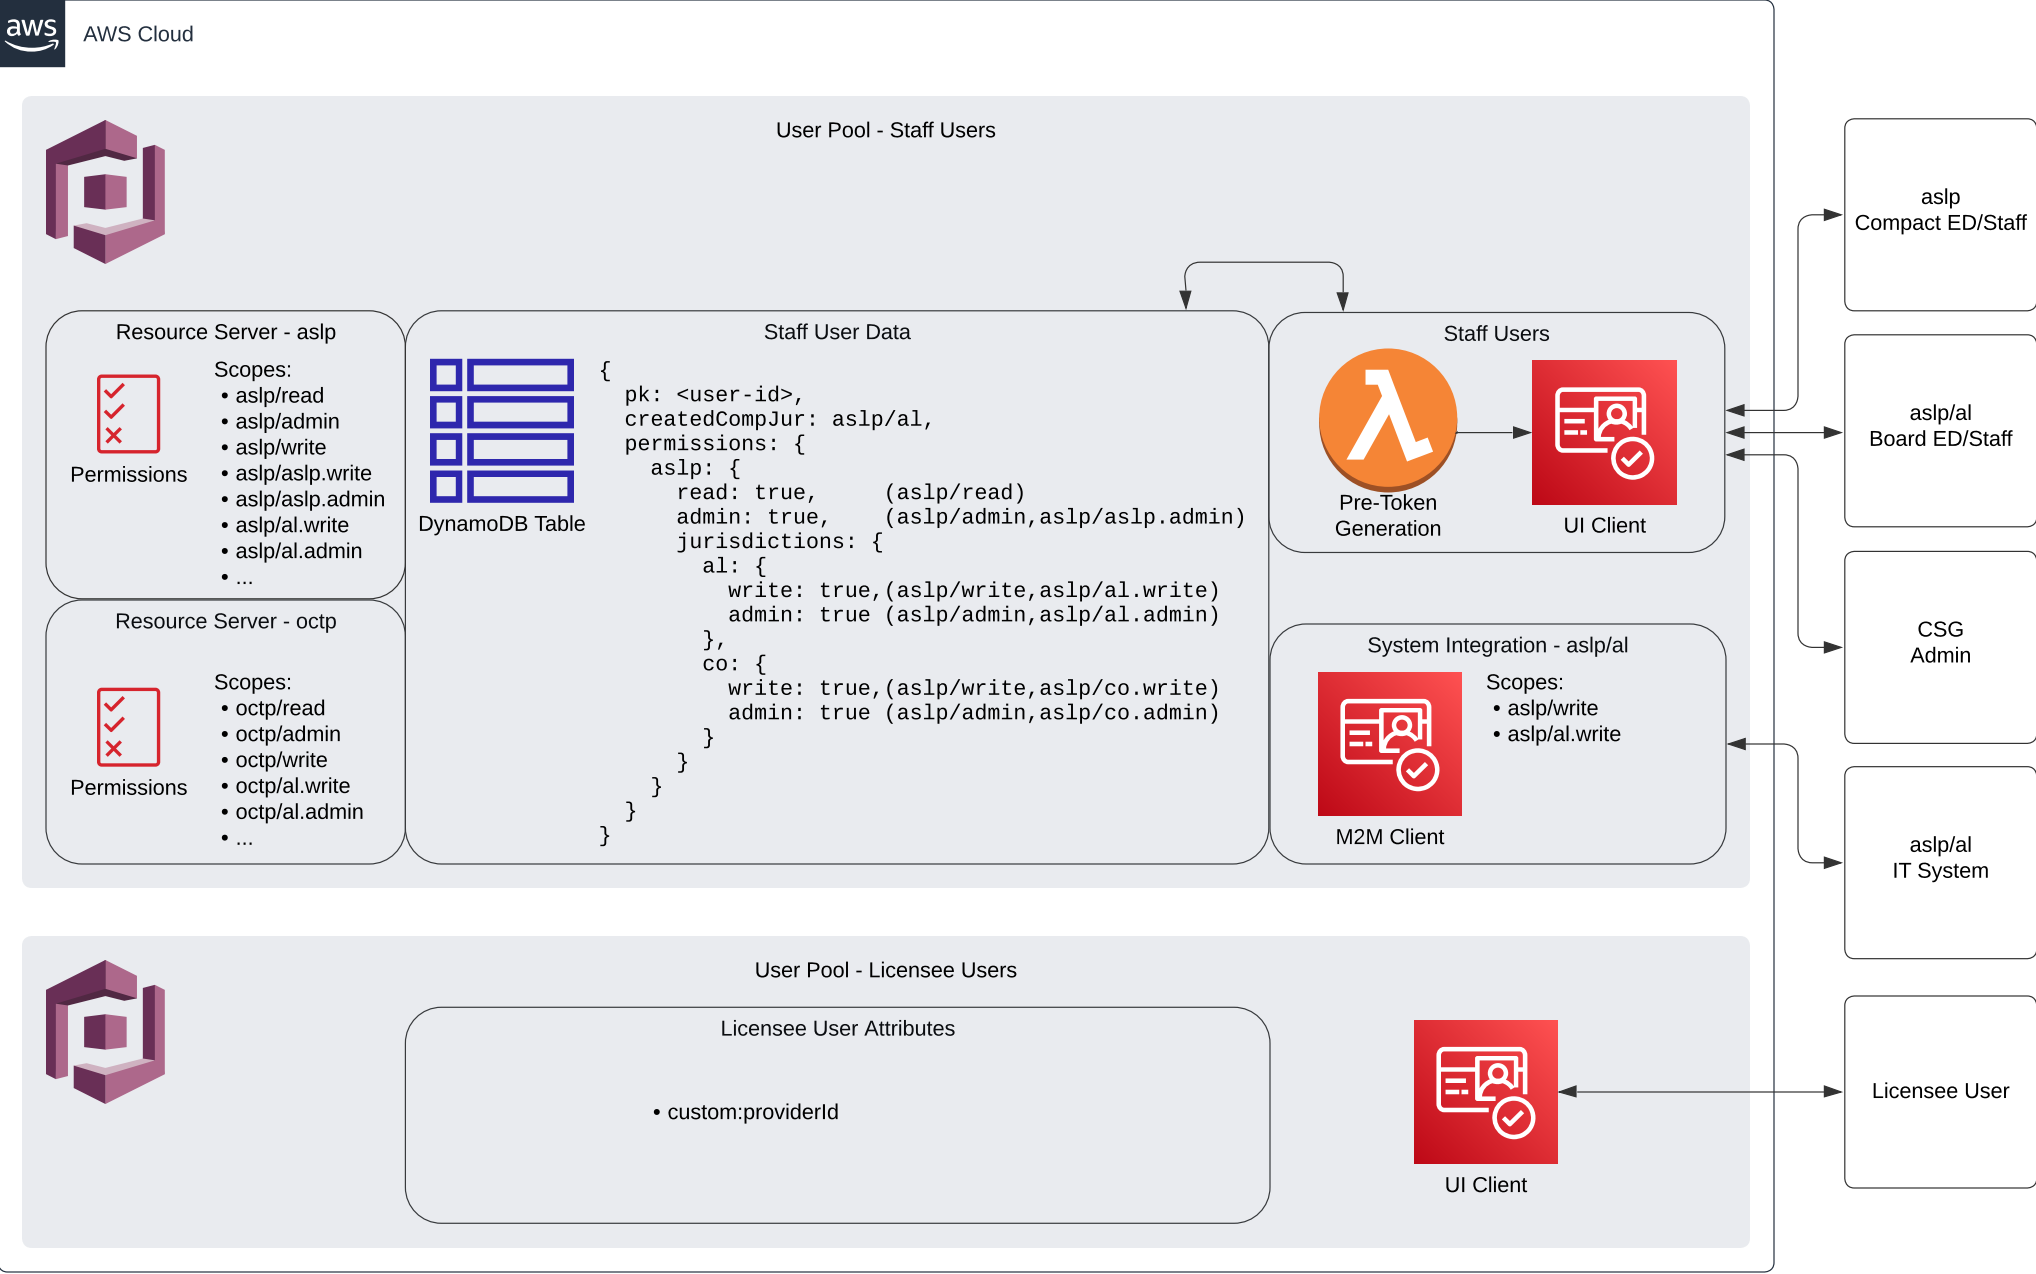 aws
AWS Cloud
User Pool - Staff Users
Resource Server - aslp
Scopes:
• aslp/read
• aslp/admin
• aslp/write
• aslp/aslp.write
• aslp/aslp.admin
• aslp/al.write
• aslp/al.admin
• ...
Permissions
Resource Server - octp
Scopes:
• octp/read
• octp/admin
• octp/write
• octp/al.write
• octp/al.admin
• ...
Permissions
Staff User Data
DynamoDB Table
{
  pk: <user-id>,
  createdCompJur: aslp/al,
  permissions: {
    aslp: {
      read: true,     (aslp/read)
      admin: true,    (aslp/admin,aslp/aslp.admin)
      jurisdictions: {
        al: {
          write: true,(aslp/write,aslp/al.write)
          admin: true (aslp/admin,aslp/al.admin)
        },
        co: {
          write: true,(aslp/write,aslp/co.write)
          admin: true (aslp/admin,aslp/co.admin)
        }
      }
    }
  }
}
Staff Users
Pre-Token
Generation
UI Client
System Integration - aslp/al
M2M Client
Scopes:
• aslp/write
• aslp/al.write
aslp
Compact ED/Staff
aslp/al
Board ED/Staff
CSG
Admin
aslp/al
IT System
User Pool - Licensee Users
Licensee User Attributes
• custom:providerId
UI Client
Licensee User